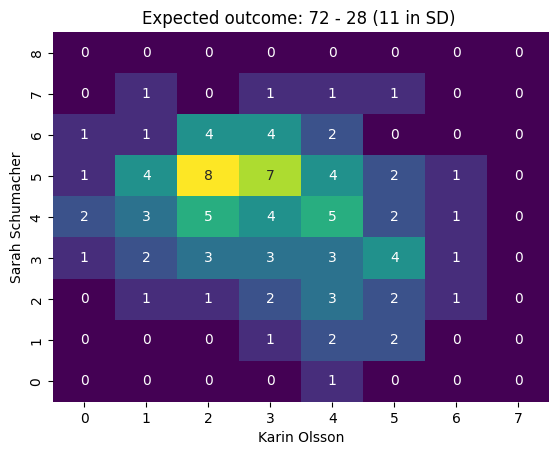 Expected outcome: 72 - 28 (11 in SD)
8 0 0 0 0 0 0 0 0
7 0 1 0 1 1 1 0 0
6 1 1 4 4 2 0 0 0
5 1 4 8 7 4 2 1 0
4 2 3 5 4 5 2 1 0
3 1 2 3 3 3 4 1 0
2 0 1 1 2 3 2 1 0
1 0 0 0 1 2 2 0 0
0 0 0 0 0 1 0 0 0
0 1 2 3 4 5 6 7
Sarah Schumacher
Karin Olsson